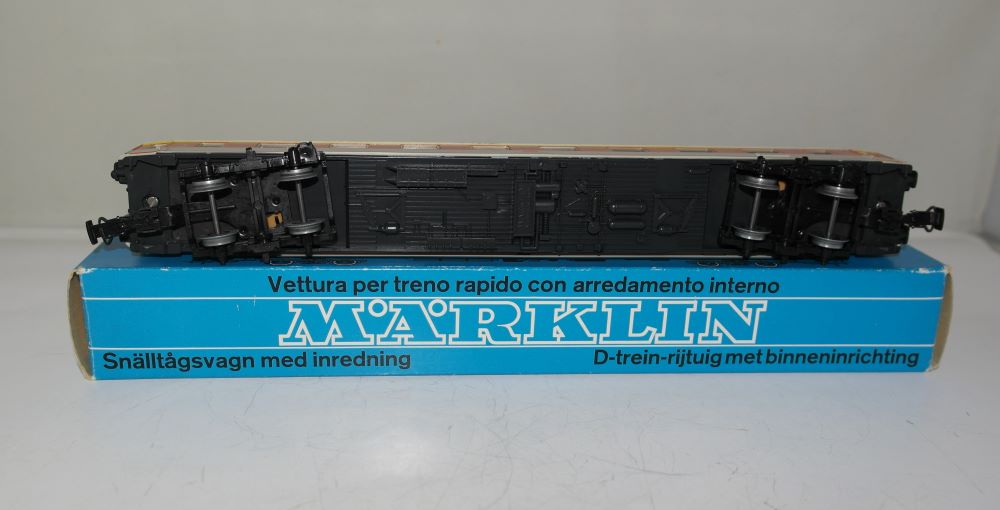 Vettura per treno rapido con arredamento interno
MÄRKLIN
Snälltågsvagn med inredning
D-trein-rijtuig met binneninrichting